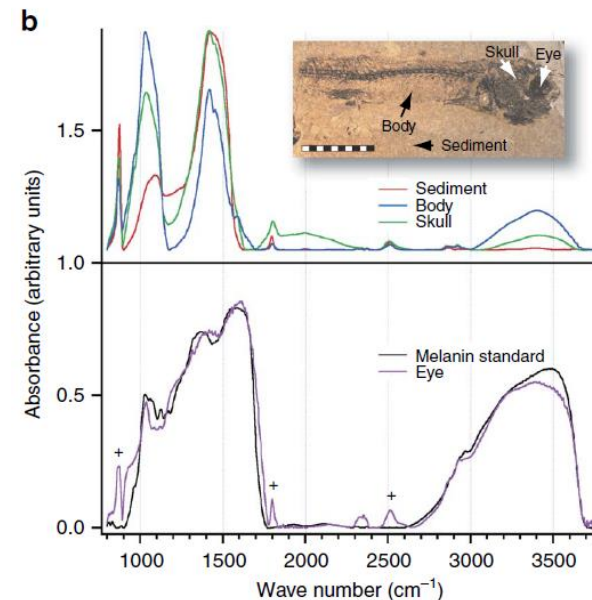 b
Skull
Eye
Body
Sediment
Sediment
Body
Skull
1.5
1.0
0.5
0.0
Absorbance (arbitrary units)
Melanin standard
Eye
+
+
+
1000
1500
2000
2500
3000
3500
Wave number (cm⁻¹)